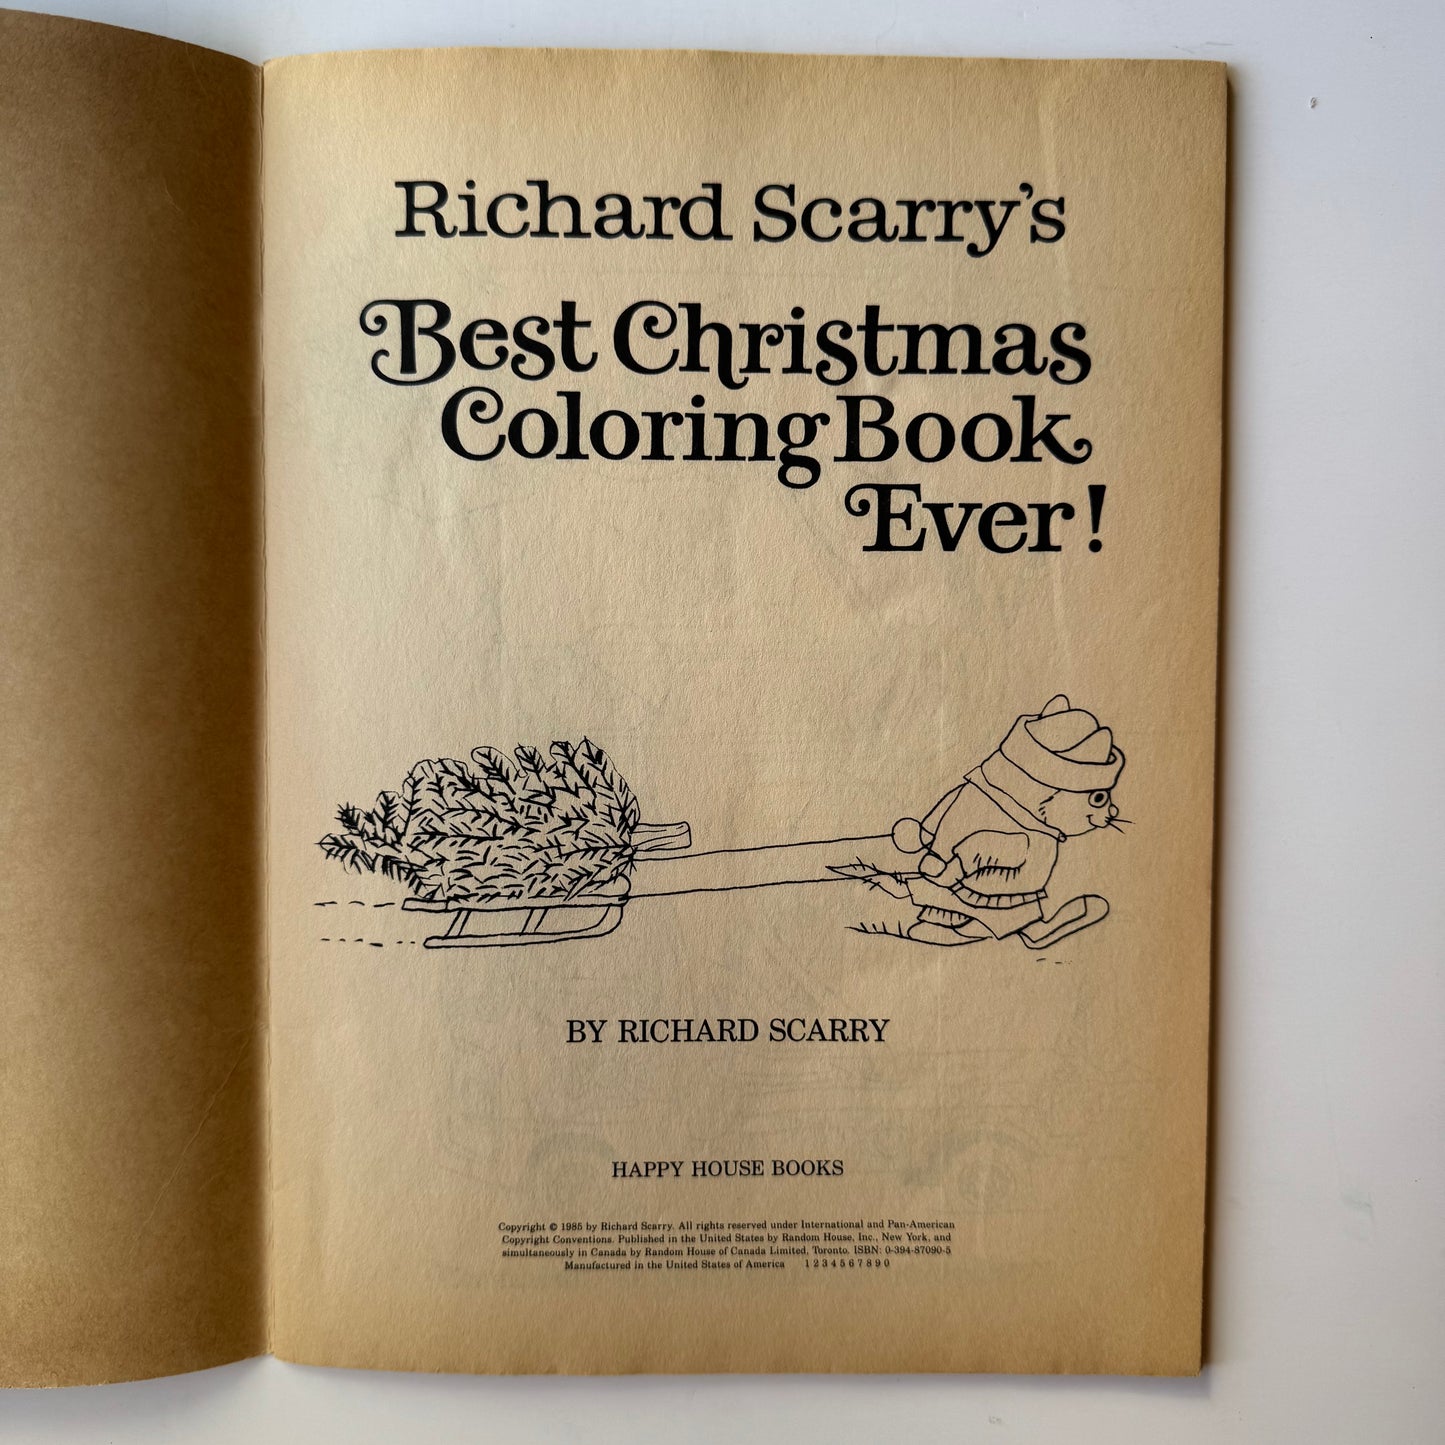 Richard Scarry's
Best Christmas
Coloring Book
Ever!
BY RICHARD SCARRY
HAPPY HOUSE BOOKS
Copyright © 1985 by Richard Scarry. All rights reserved under International and Pan-American
Copyright Conventions. Published in the United States by Random House, Inc., New York, and
simultaneously in Canada by Random House of Canada Limited, Toronto. ISBN: 0-394-87090-5
Manufactured in the United States of America 1 2 3 4 5 6 7 8 9 0